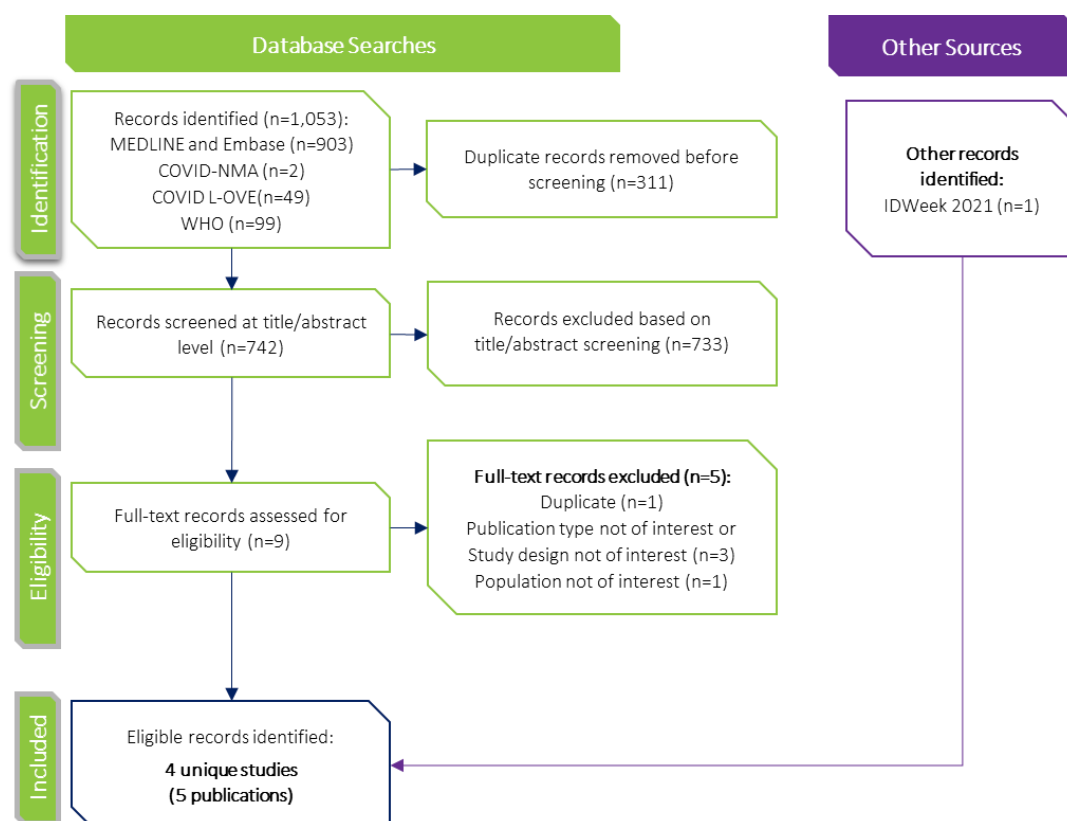 Database Searches
Other Sources
Identification
Records identified (n=1,053):
MEDLINE and Embase (n=903)
COVID-NMA (n=2)
COVID L-OVE(n=49)
WHO (n=99)
Duplicate records removed before
screening (n=311)
Other records
identified:
IDWeek 2021 (n=1)
Screening
Records screened at title/abstract
level (n=742)
Records excluded based on
title/abstract screening (n=733)
Eligibility
Full-text records assessed for
eligibility (n=9)
Full-text records excluded (n=5):
Duplicate (n=1)
Publication type not of interest or
Study design not of interest (n=3)
Population not of interest (n=1)
Included
Eligible records identified:
4 unique studies
(5 publications)